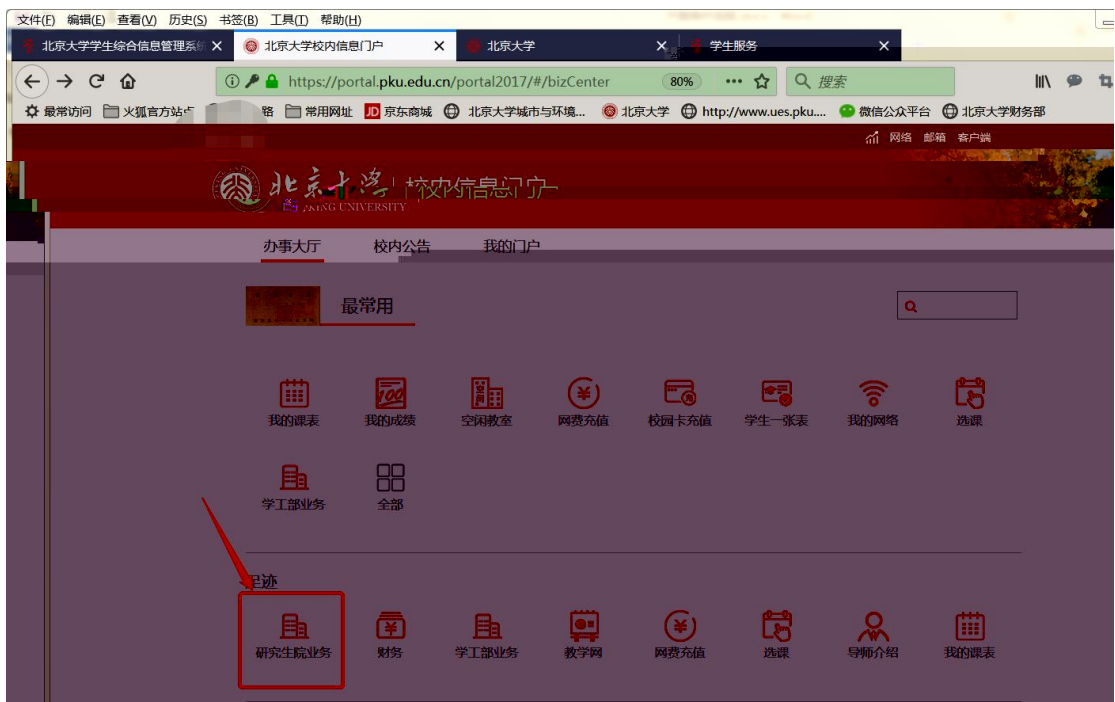 文件(F) 编辑(E) 查看(V) 历史(S) 书签(B) 工具(T) 帮助(H)
北京大学学生综合信息管理系 北京大学校内信息门户 北京大学 学生服务
https://portal.pku.edu.cn/portal2017/#/bizCenter 80% 搜索
最常访问 火狐官方站 路 常用网址 JD 京东商城 北京大学城市与环境... 北京大学 http://www.ues.pku.... 微信公众平台 北京大学财务部
网络 邮箱 客户端
北京大学 校内信息门户
UNIVERSITY
办事大厅 校内公告 我的门户
最常用
100
我的课表 我的成绩 空闲教室 网费充值 校园卡充值 学生一张表 我的网络 选课
学工部业务 全部
足迹
研究生院业务 财务 学工部业务 教学网 网费充值 选课 导师介绍 我的课表